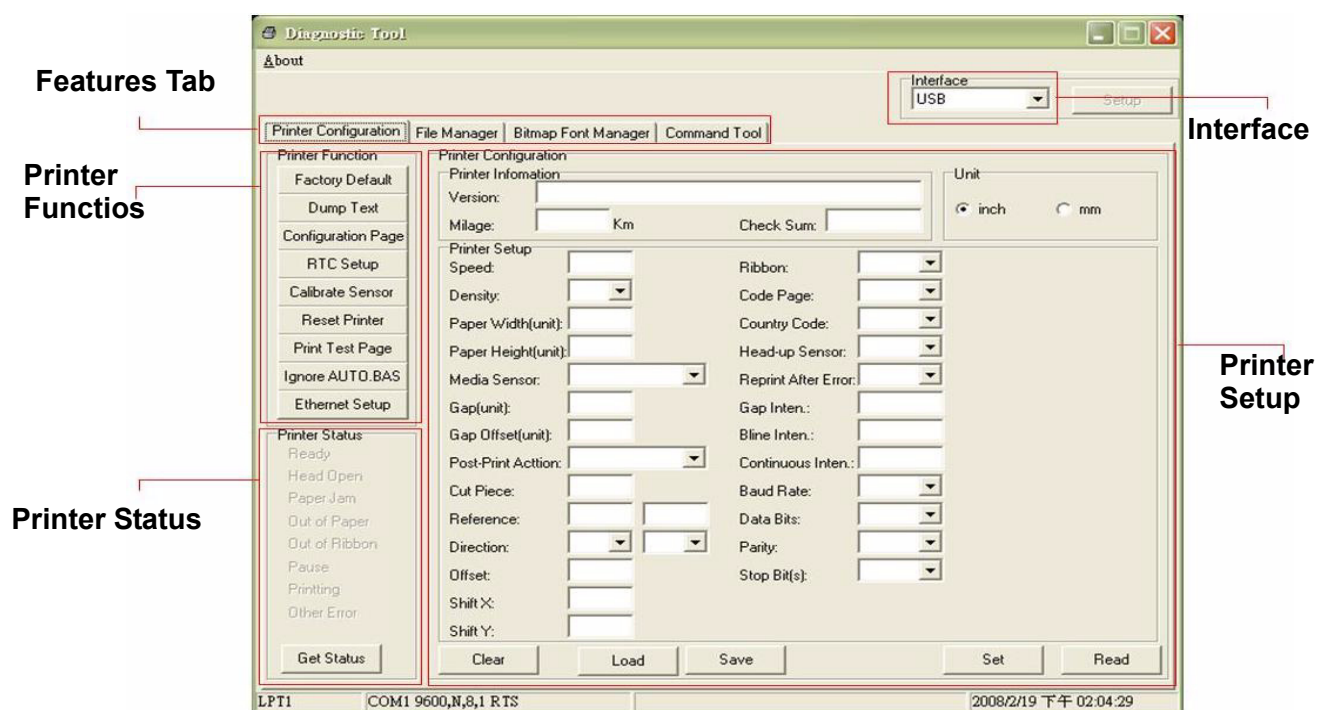 Diagnostic Tool
About
Features Tab
Interface
USB
Setup
Interface
Printer Configuration
File Manager
Bitmap Font Manager
Command Tool
Printer
Functios
Printer Function
Factory Default
Dump Text
Configuration Page
RTC Setup
Calibrate Sensor
Reset Printer
Print Test Page
Ignore AUTO.BAS
Ethernet Setup
Printer Status
Printer Status
Ready
Head Open
Paper Jam
Out of Paper
Out of Ribbon
Pause
Printting
Other Error
Get Status
Printer Configuration
Printer Infomation
Version:
Milage: Km
Check Sum:
Unit
inch mm
Printer Setup
Speed:
Density:
Paper Width(unit):
Paper Height(unit):
Media Sensor:
Gap(unit):
Gap Offset(unit):
Post-Print Acttion:
Cut Piece:
Reference:
Direction:
Offset:
Shift X:
Shift Y:
Ribbon:
Code Page:
Country Code:
Head-up Sensor:
Reprint After Error:
Gap Inten.:
Bline Inten.:
Continuous Inten.:
Baud Rate:
Data Bits:
Parity:
Stop Bit(s):
Clear
Load
Save
Set
Read
Printer
Setup
LPT1
COM1 9600,N,8,1 RTS
2008/2/19 下午 02:04:29